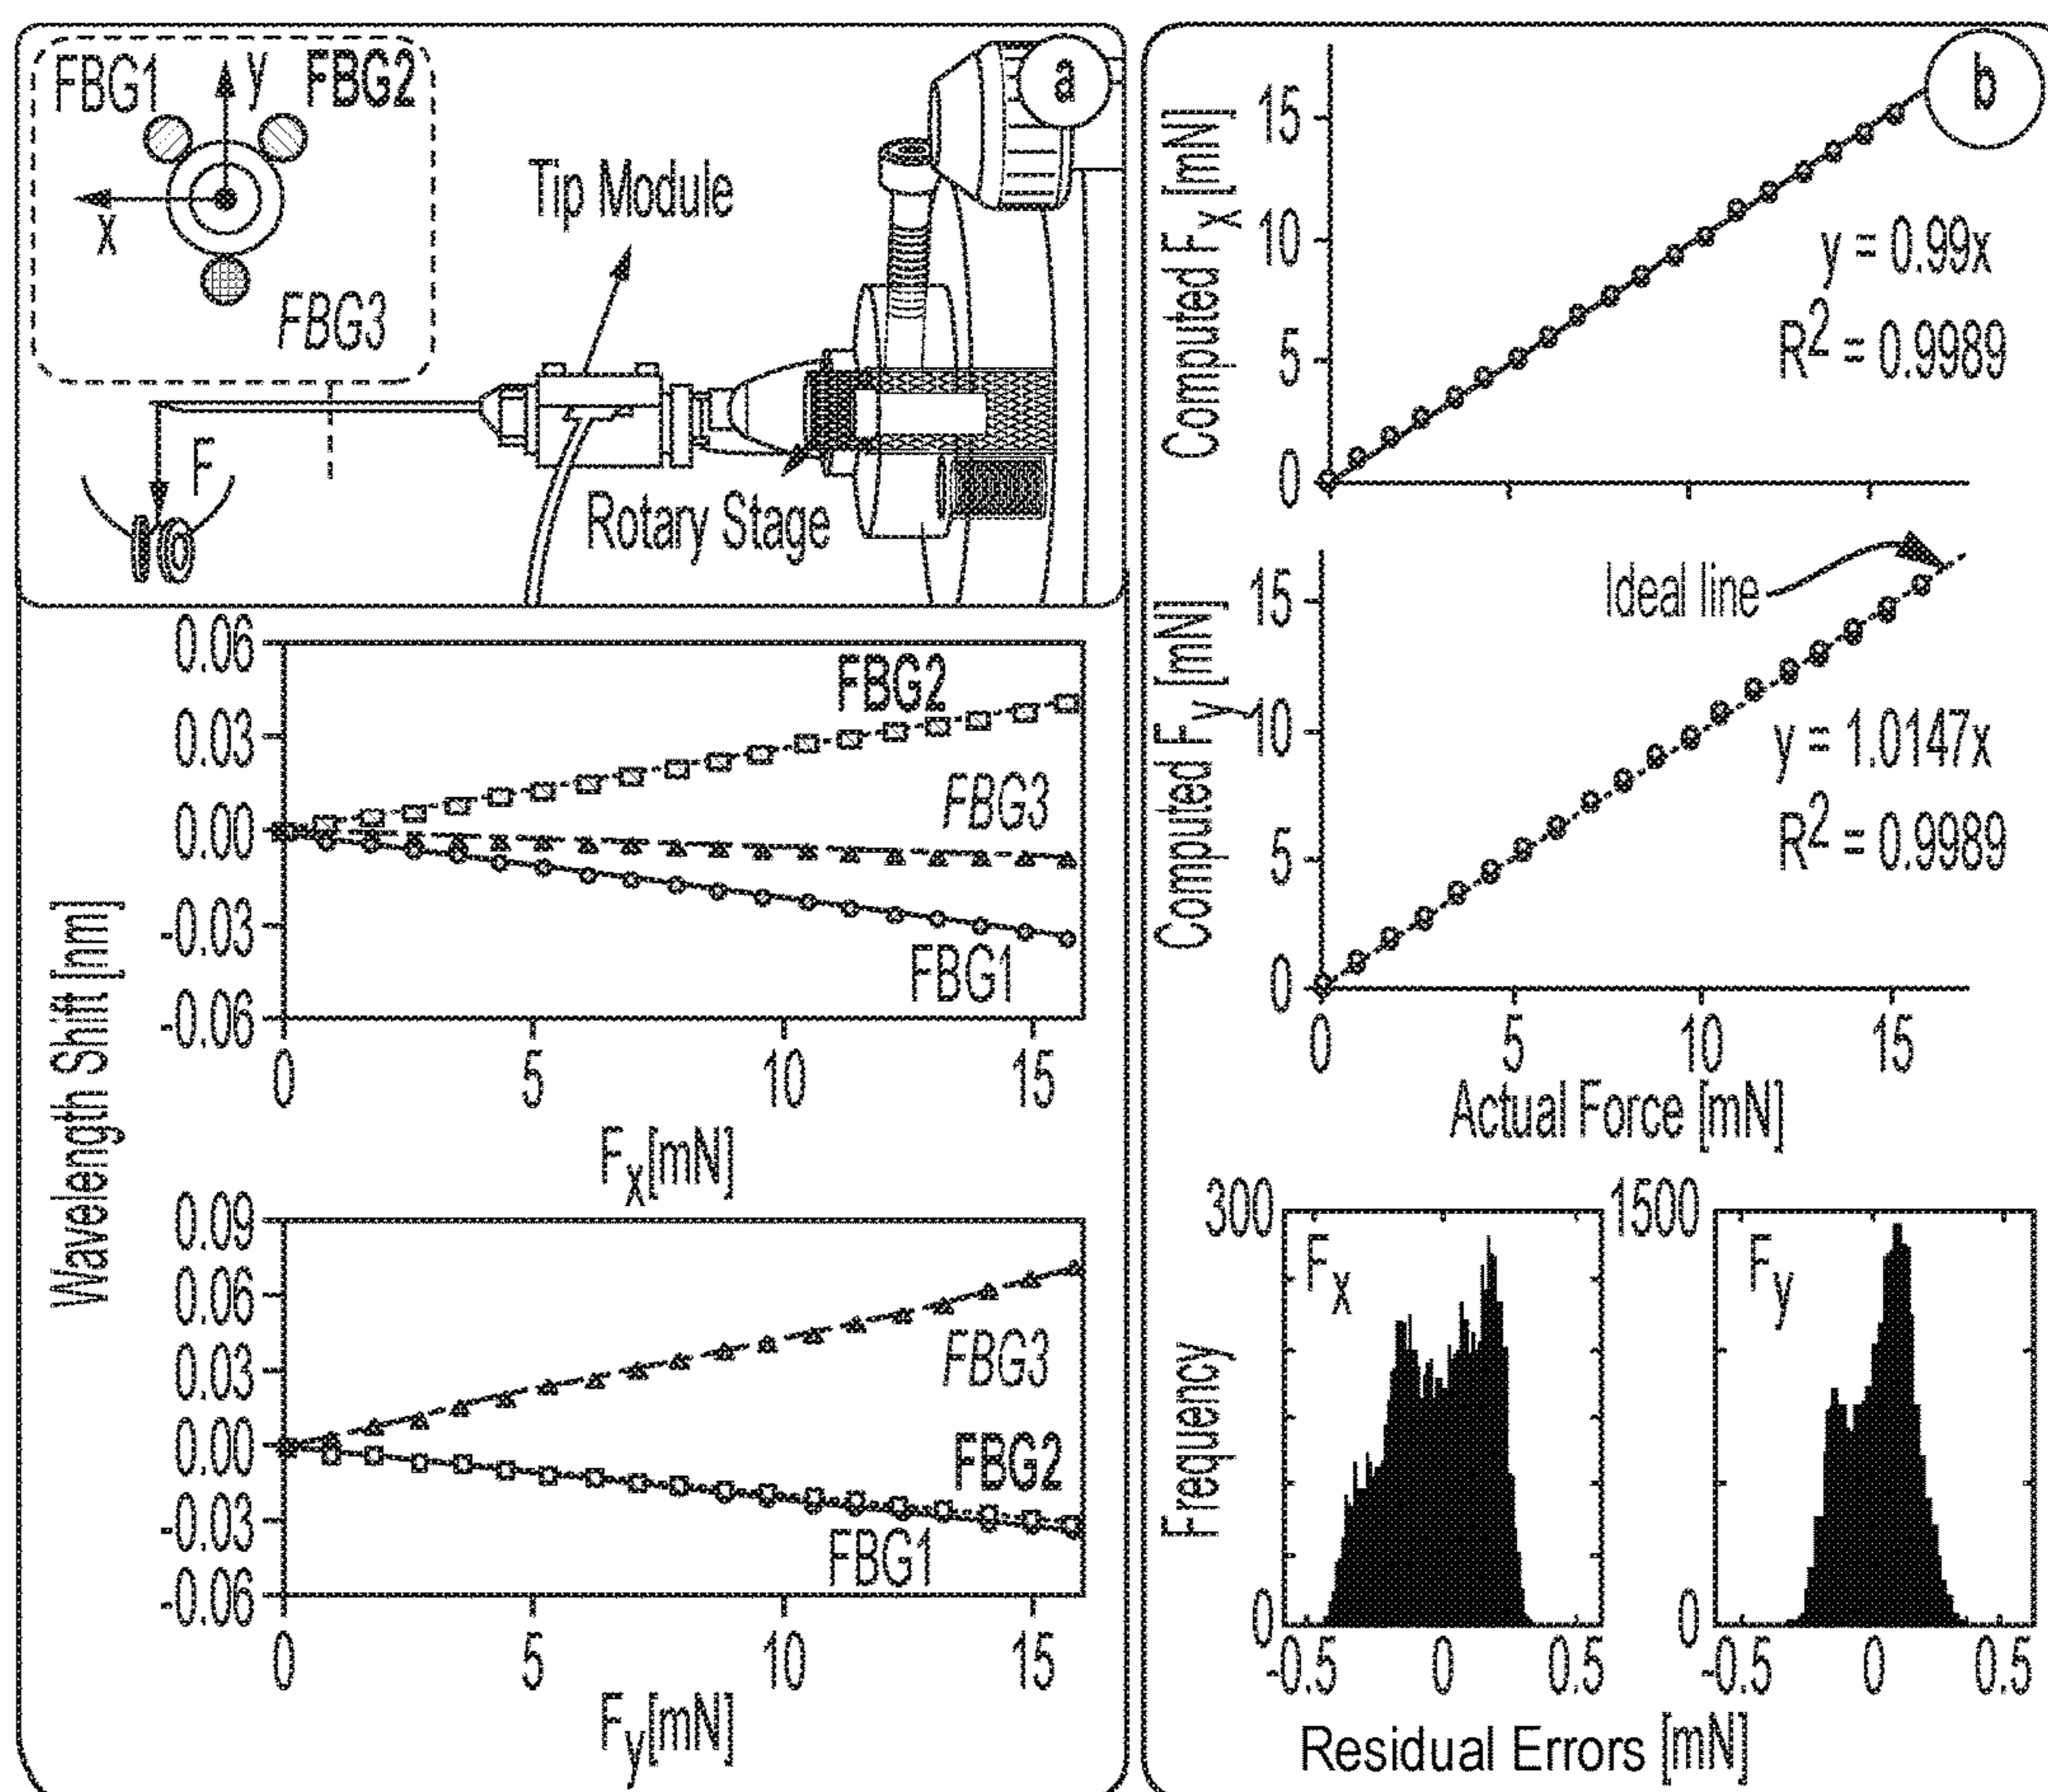 a
FBG1
y
FBG2
x
FBG3
Tip Module
F
Rotary Stage
Wavelength Shift [nm]
0.06
0.03
0.00
-0.03
-0.06
FBG2
FBG3
FBG1
0 5 10 15
Fx[mN]
0.09
0.06
0.03
0.00
-0.03
-0.06
FBG3
FBG2
FBG1
0 5 10 15
Fy[mN]
b
Computed Fx [mN]
15
10
5
0
y = 0.99x
R² = 0.9989
Computed Fy [mN]
15
10
5
0
Ideal line
y = 1.0147x
R² = 0.9989
0 5 10 15
Actual Force [mN]
Frequency
300
0
Fx
-0.5 0 0.5
1500
0
Fy
-0.5 0 0.5
Residual Errors [mN]